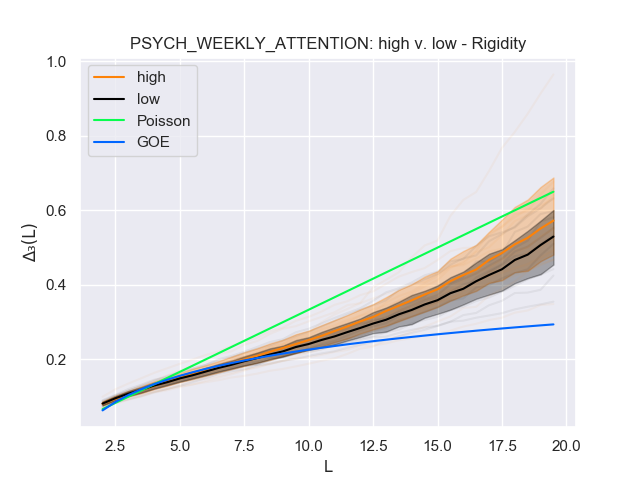 PSYCH_WEEKLY_ATTENTION: high v. low - Rigidity
1.0
0.8
0.6
0.4
0.2
Δ₃(L)
high
low
Poisson
GOE
2.5 5.0 7.5 10.0 12.5 15.0 17.5 20.0
L